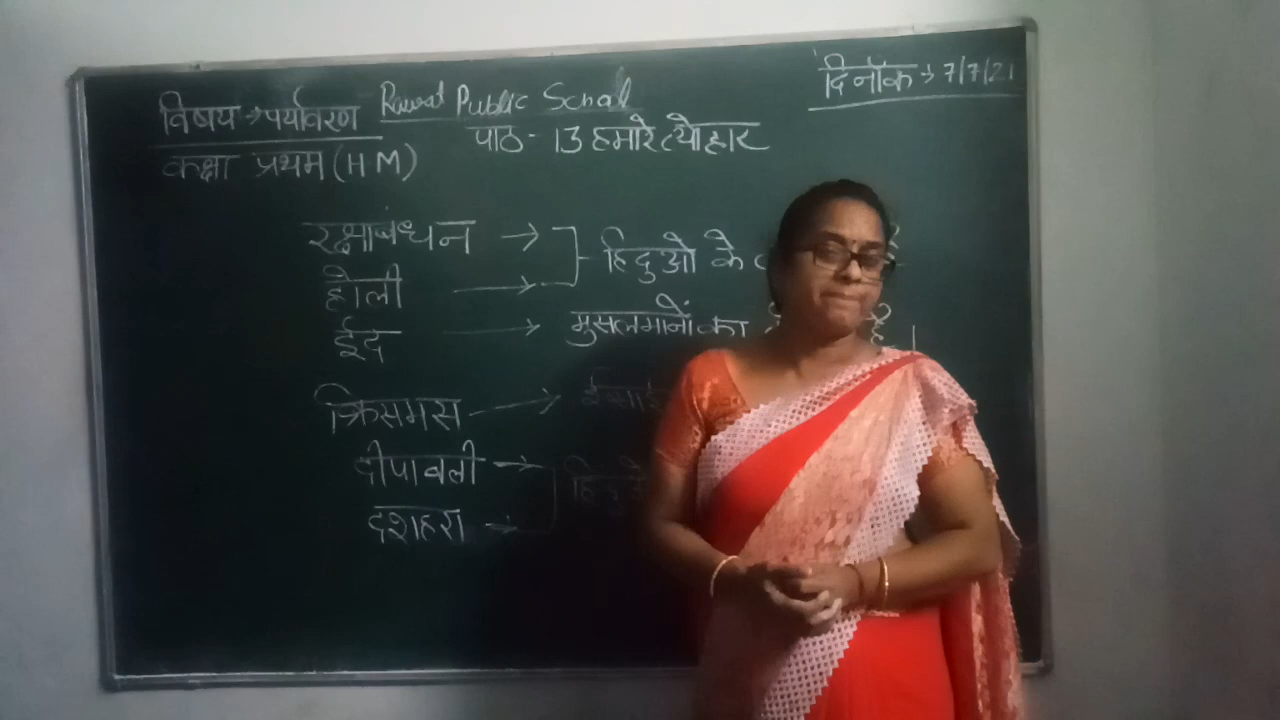 Rawat Public School
दिनाँक → 7/7/21
विषय → पर्यावरण
पाठ - 13 हमारे त्योहार
कक्षा प्रथम (H M)
रक्षाबंधन →
होली →
हिदुओ के
ईद → मुसलमानों का है।
क्रिसमस →
दीपावली →
दशहरा →